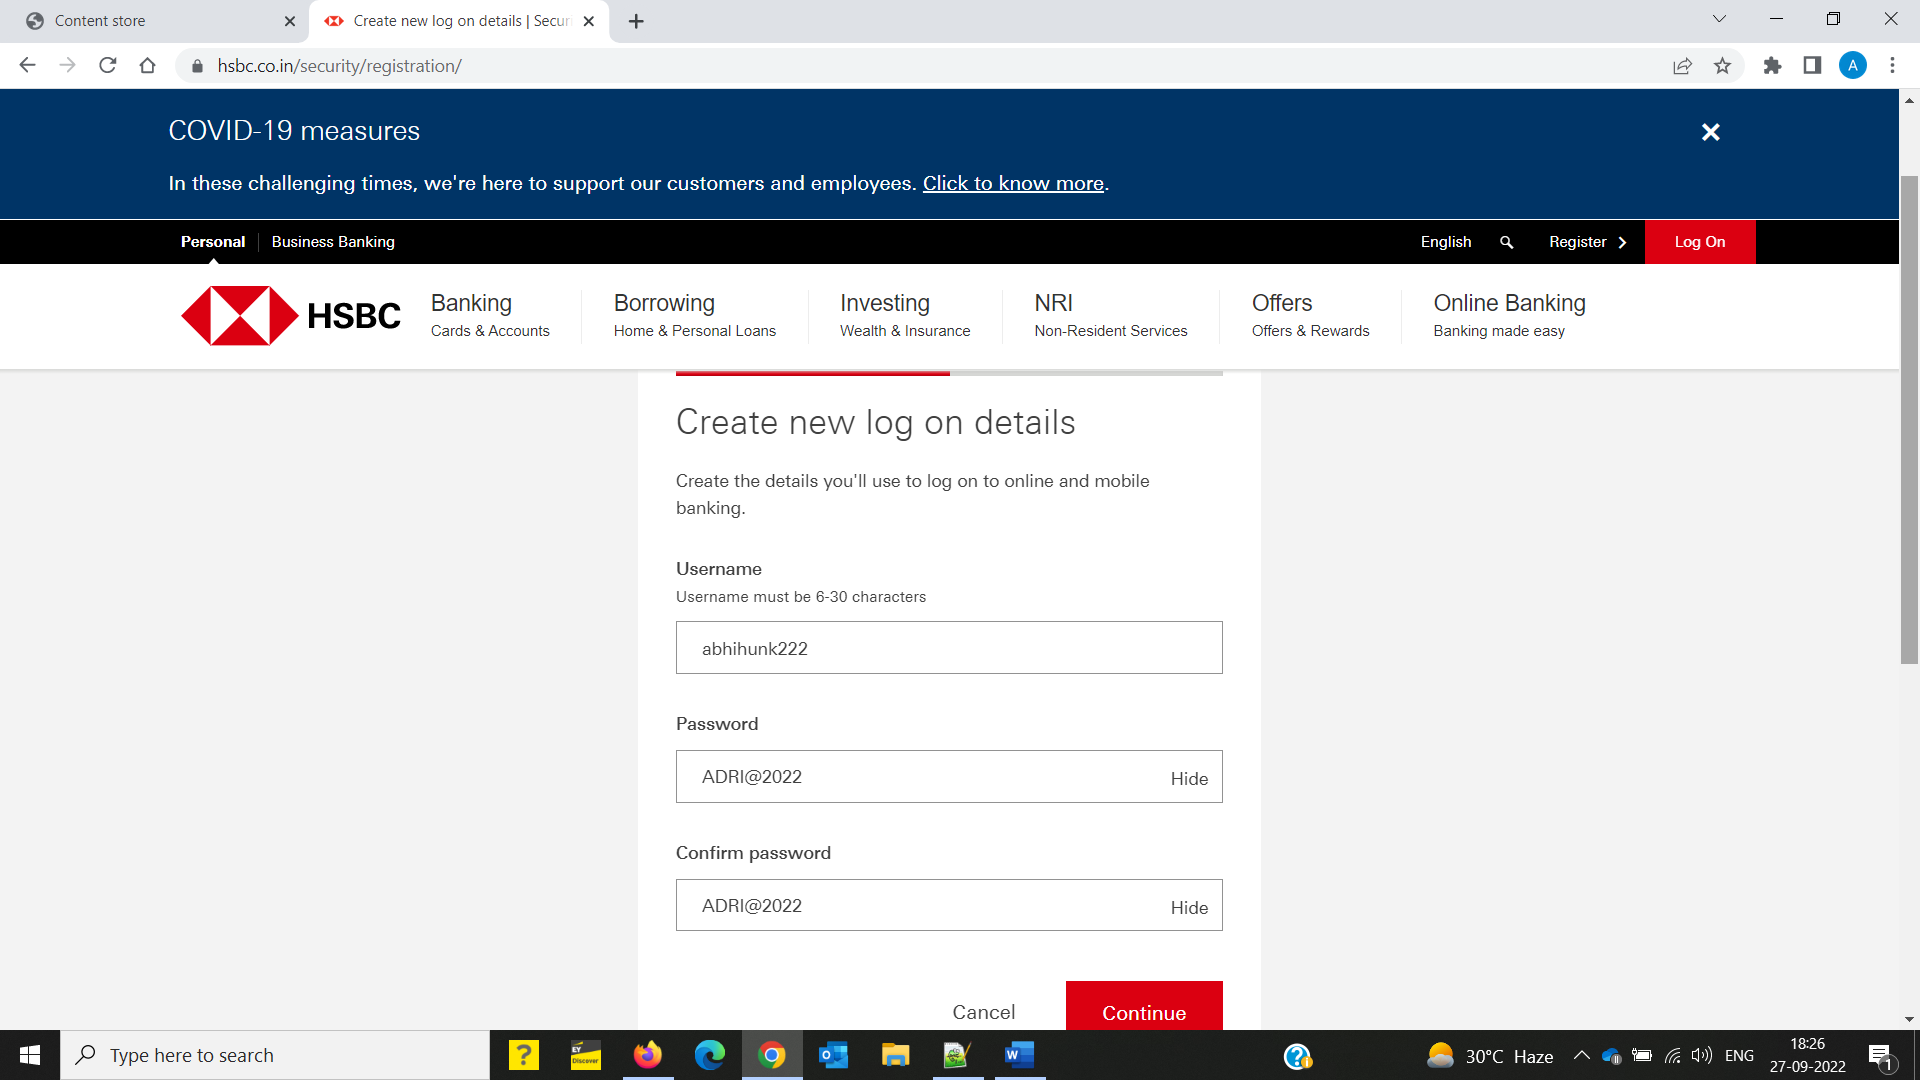 Content store
Create new log on details | Secur
hsbc.co.in/security/registration/
A
COVID-19 measures
In these challenging times, we're here to support our customers and employees. Click to know more.
Personal
Business Banking
English
Register
Log On
HSBC
Banking
Cards & Accounts
Borrowing
Home & Personal Loans
Investing
Wealth & Insurance
NRI
Non-Resident Services
Offers
Offers & Rewards
Online Banking
Banking made easy
Create new log on details
Create the details you'll use to log on to online and mobile
banking.
Username
Username must be 6-30 characters
abhihunk222
Password
ADRI@2022
Hide
Confirm password
ADRI@2022
Hide
Cancel
Continue
Type here to search
?
EY
Discover
W
30°C Haze
ENG
18:26
27-09-2022
1